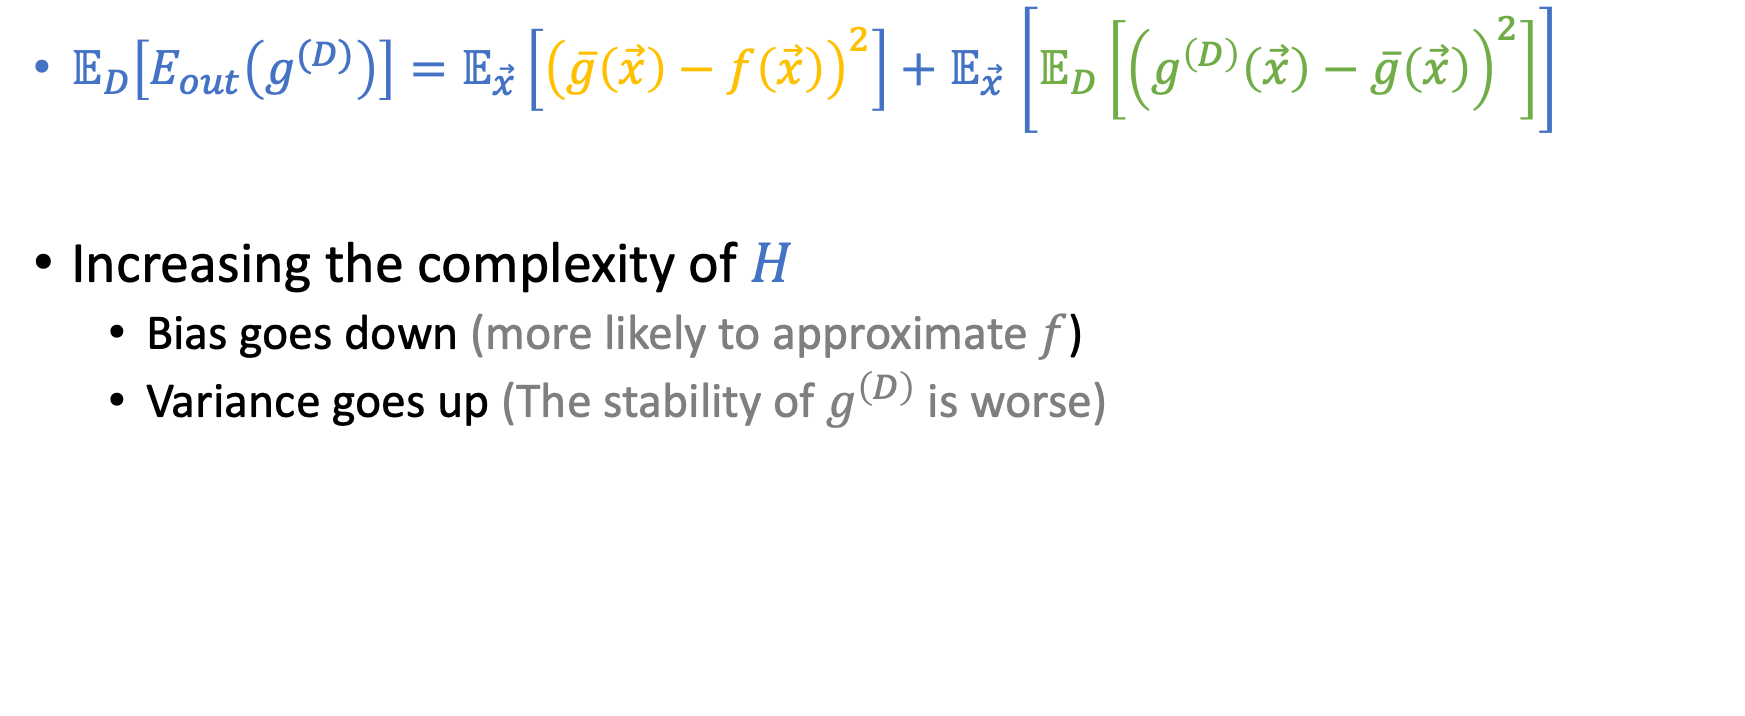 • 𝔼_D[E_out(g^(D))] = 𝔼_x⃗ [(ḡ(x⃗) − f(x⃗))²] + 𝔼_x⃗ [𝔼_D [(g^(D)(x⃗) − ḡ(x⃗))²]]
• Increasing the complexity of H
• Bias goes down (more likely to approximate f)
• Variance goes up (The stability of g^(D) is worse)